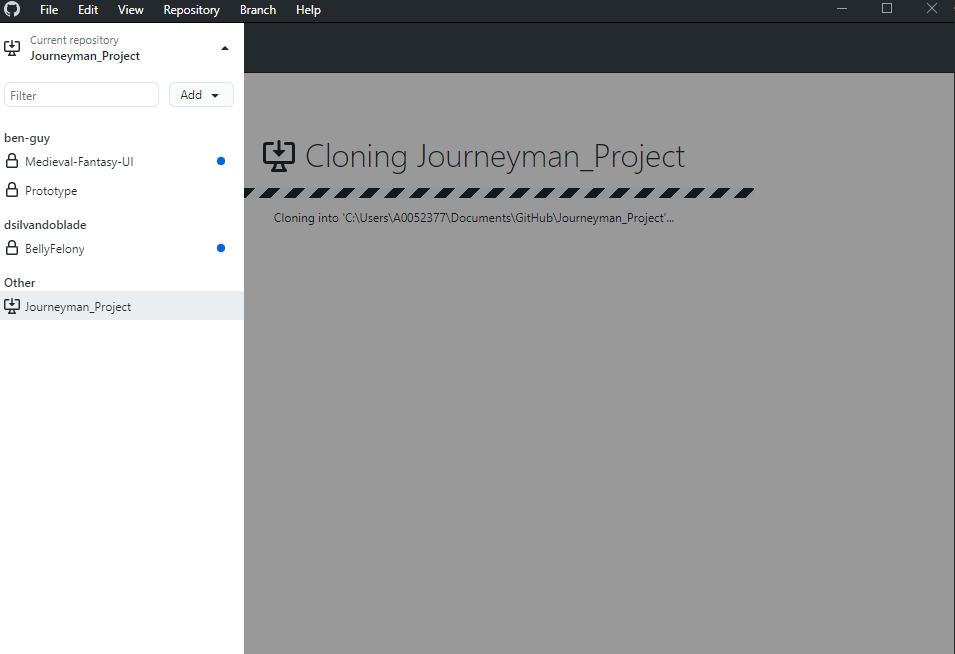 File Edit View Repository Branch Help
Current repository
Journeyman_Project
Filter
Add
ben-guy
Medieval-Fantasy-UI
Prototype
dsilvandoblade
BellyFelony
Other
Journeyman_Project
Cloning Journeyman_Project
Cloning into 'C:\Users\A0052377\Documents\GitHub\Journeyman_Project'...